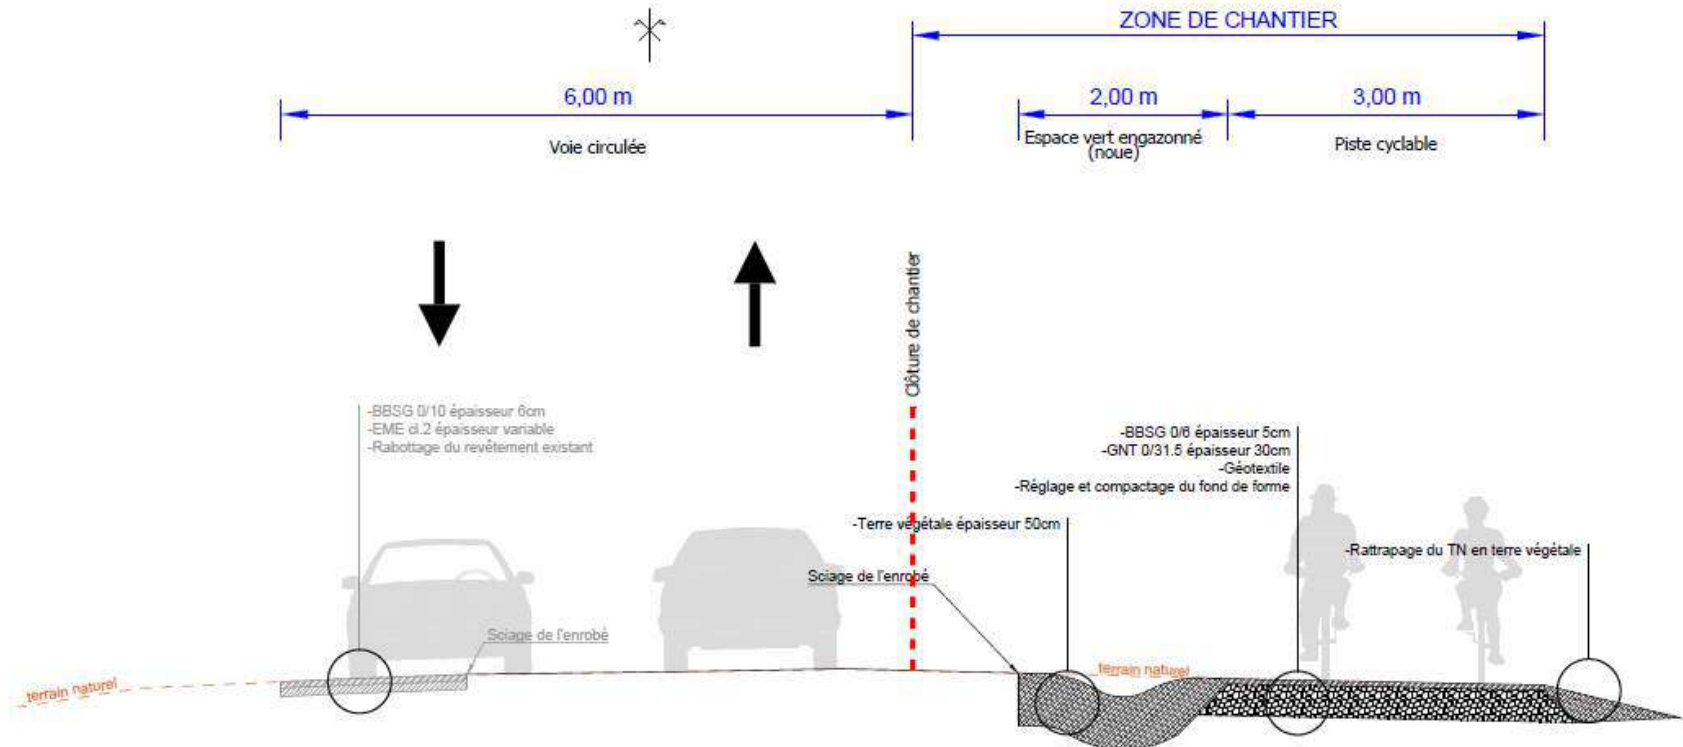 ZONE DE CHANTIER
6,00 m
2,00 m
3,00 m
Voie circulée
Espace vert engazonné
(noue)
Piste cyclable
Clôture de chantier
-BBSG 0/10 épaisseur 6cm
-EME cl.2 épaisseur variable
-Rabottage du revêtement existant
-BBSG 0/6 épaisseur 5cm
-GNT 0/31.5 épaisseur 30cm
-Géotextile
-Réglage et compactage du fond de forme
-Terre végétale épaisseur 50cm
-Rattrapage du TN en terre végétale
Sciage de l'enrobé
Sciage de l'enrobé
terrain naturel
terrain naturel